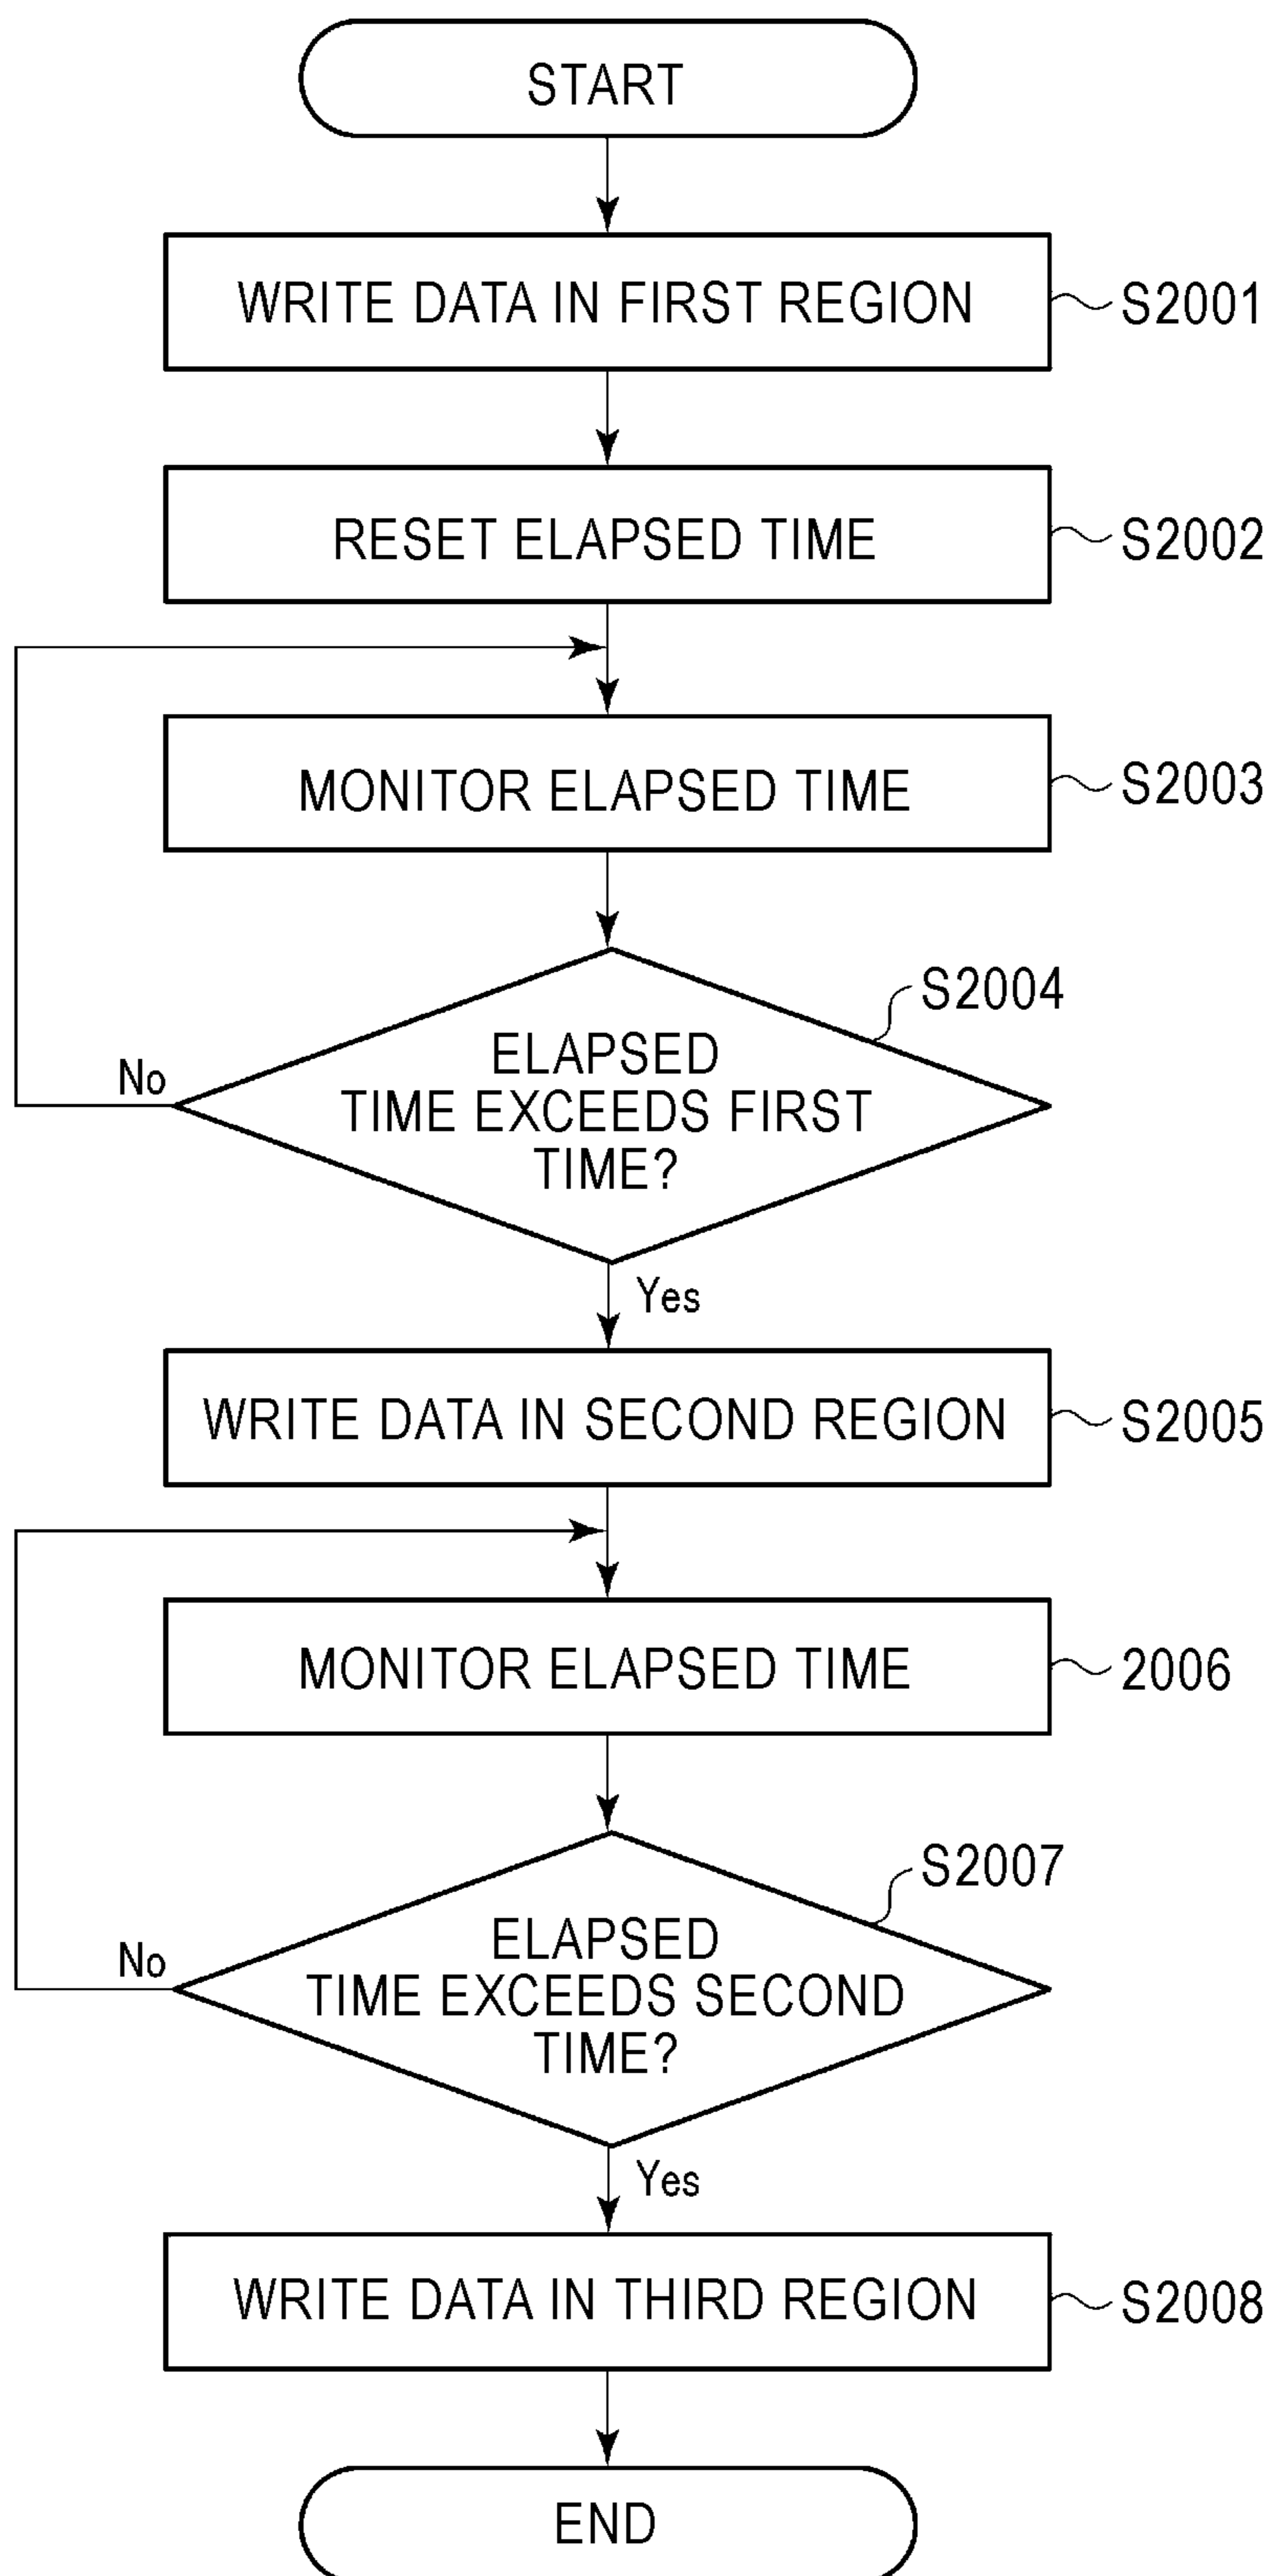 START
WRITE DATA IN FIRST REGION
S2001
RESET ELAPSED TIME
S2002
MONITOR ELAPSED TIME
S2003
S2004
ELAPSED
TIME EXCEEDS FIRST
TIME?
No
Yes
WRITE DATA IN SECOND REGION
S2005
MONITOR ELAPSED TIME
2006
S2007
ELAPSED
TIME EXCEEDS SECOND
TIME?
No
Yes
WRITE DATA IN THIRD REGION
S2008
END